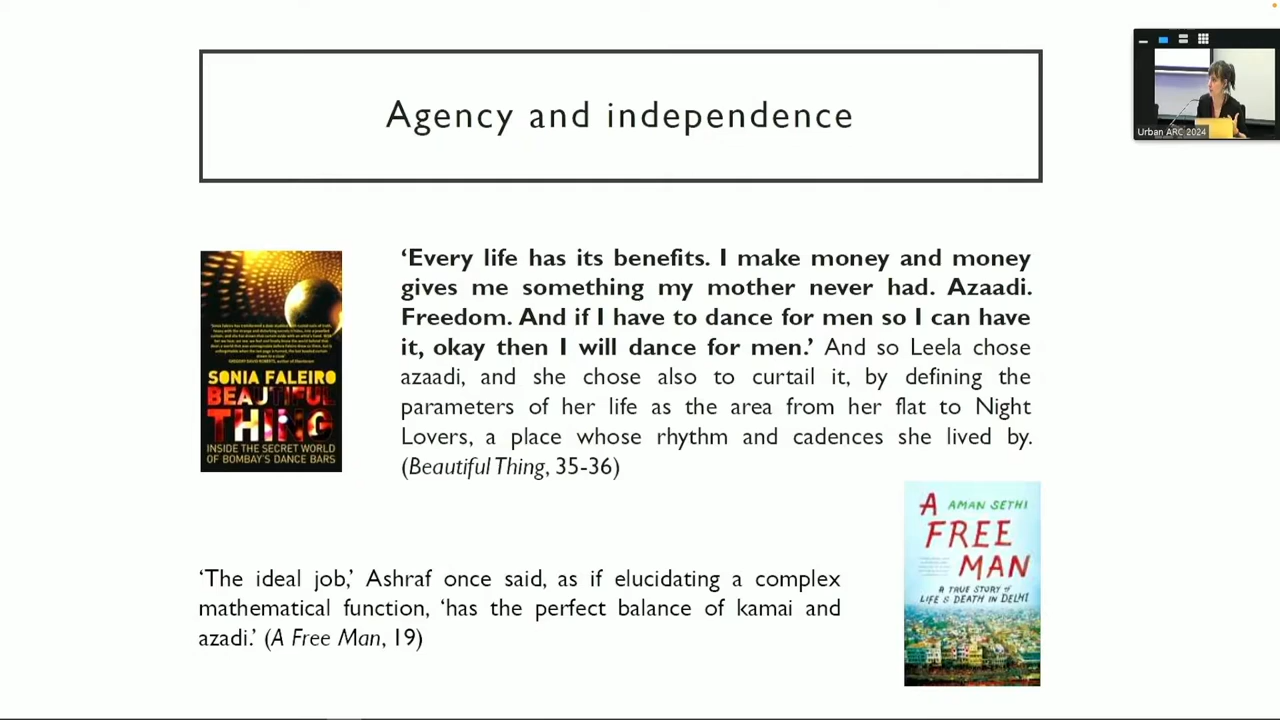 Agency and independence
Urban ARC 2024
‘Every life has its benefits. I make money and money
gives me something my mother never had. Azaadi.
Freedom. And if I have to dance for men so I can have
it, okay then I will dance for men.’ And so Leela chose
azaadi, and she chose also to curtail it, by defining the
parameters of her life as the area from her flat to Night
Lovers, a place whose rhythm and cadences she lived by.
(Beautiful Thing, 35-36)
SONIA FALEIRO
BEAUTIFUL
THING
INSIDE THE SECRET WORLD
OF BOMBAY'S DANCE BARS
A AMAN SETHI
FREE
MAN
A TRUE STORY of
LIFE & DEATH IN DELHI
‘The ideal job,’ Ashraf once said, as if elucidating a complex
mathematical function, ‘has the perfect balance of kamai and
azadi.’ (A Free Man, 19)